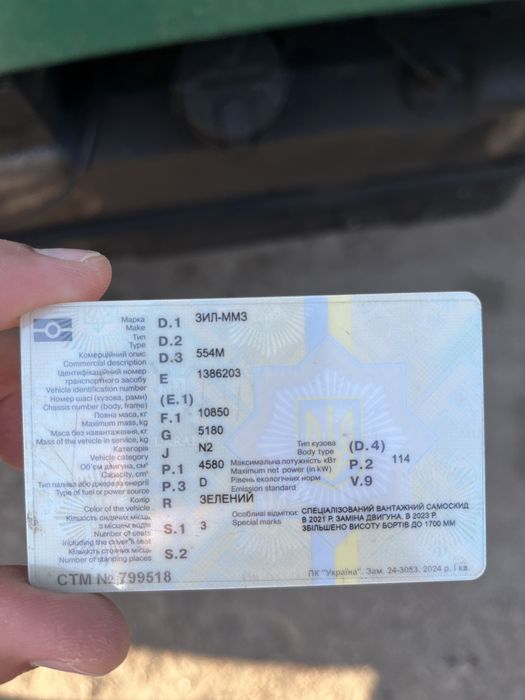 Марка D.1 ЗИЛ-ММЗ
Make
Тип D.2
Type
Комерційний опис D.3 554М
Commercial description
Ідентифікаційний номер E 1386203
транспортного засобу
Vehicle identification number
Номер шасі (кузова, рами) (E.1)
Chassis number (body, frame)
Повна маса, кг F.1 10850
Maximum mass, kg
Маса без навантаження, кг G 5180
Mass of the vehicle in service, kg
Категорія J N2
Vehicle category
Об'єм двигуна, см³ P.1 4580
Capacity, cm³
Тип палива або джерела енергії P.3 D
Type of fuel or power source
Колір R ЗЕЛЕНИЙ
Color of the vehicle
Кількість сидячих місць S.1 3
з місцем водія
Number of seats
including the driver's seat
Кількість стоячих місць S.2
Number of standing places
Тип кузова (D.4)
Body type
Максимальна потужність кВт P.2 114
Maximum net power (in kW)
Рівень екологічних норм V.9
Emission standard
Особливі відмітки: СПЕЦІАЛІЗОВАНИЙ ВАНТАЖНИЙ САМОСКИД
Special marks В 2021 Р. ЗАМІНА ДВИГУНА. В 2023 Р.
ЗБІЛЬШЕНО ВИСОТУ БОРТІВ ДО 1700 ММ
СТМ № 799518
ПК "Україна". Зам. 24-3053. 2024 р. І кв.